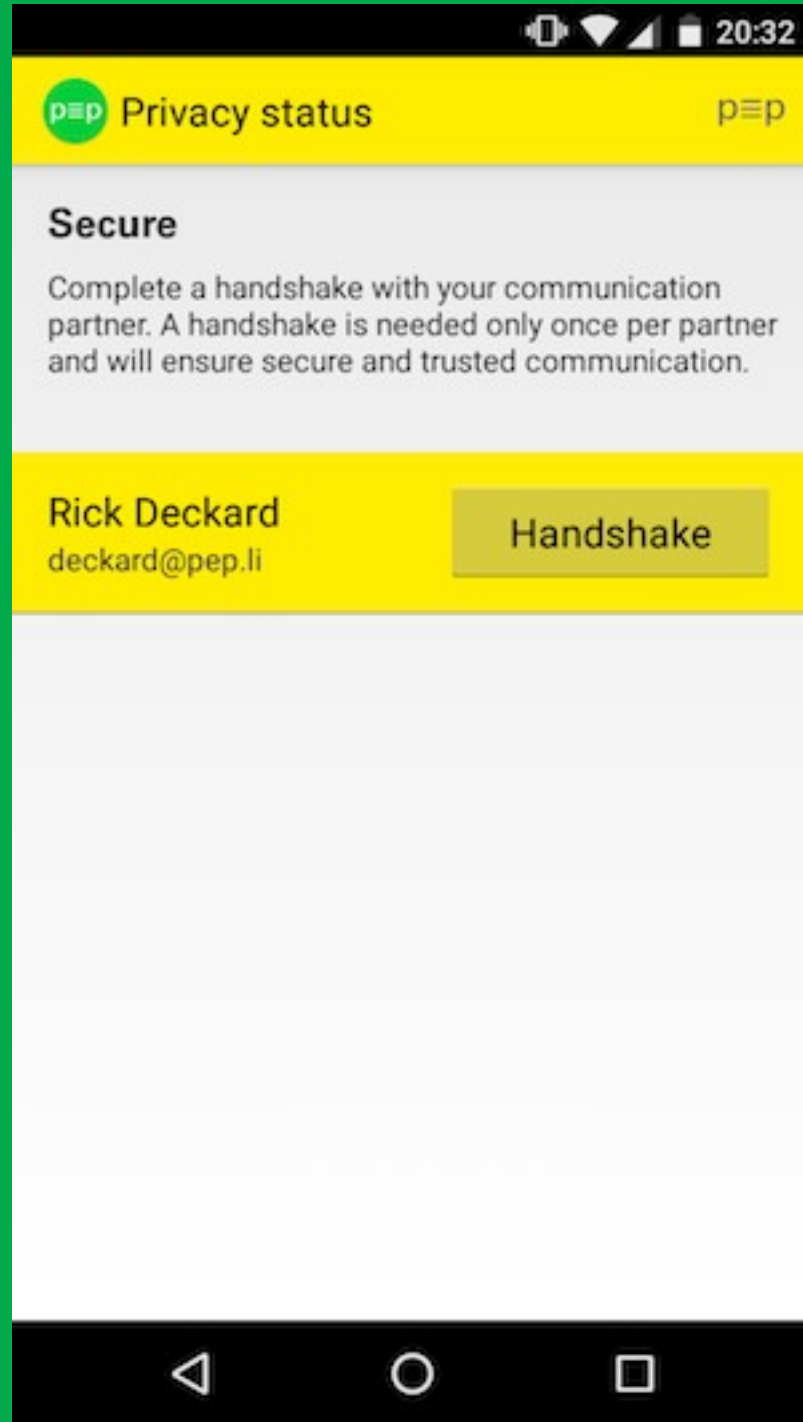 20:32
p≡p Privacy status p≡p
Secure
Complete a handshake with your communication
partner. A handshake is needed only once per partner
and will ensure secure and trusted communication.
Rick Deckard
Handshake
deckard@pep.li